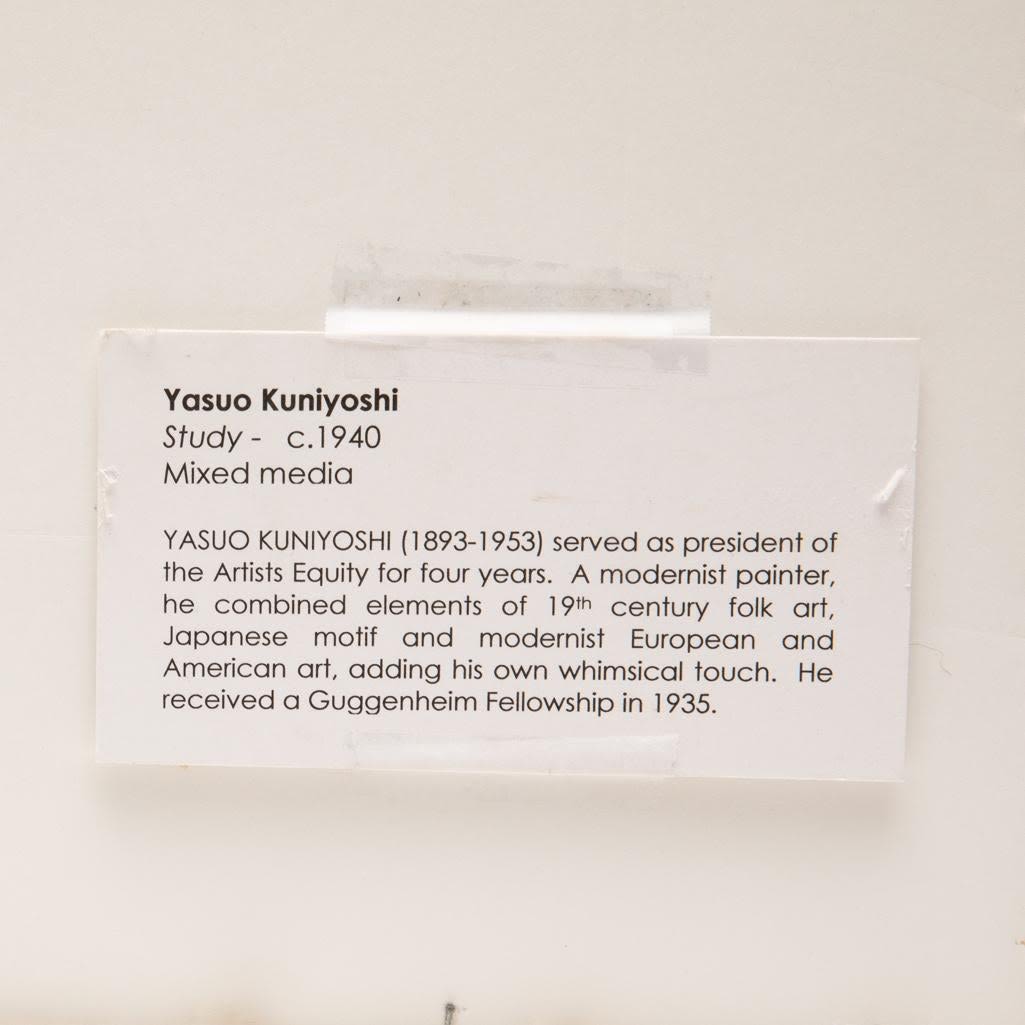 Yasuo Kuniyoshi
Study - c.1940
Mixed media
YASUO KUNIYOSHI (1893-1953) served as president of
the Artists Equity for four years. A modernist painter,
he combined elements of 19th century folk art,
Japanese motif and modernist European and
American art, adding his own whimsical touch. He
received a Guggenheim Fellowship in 1935.